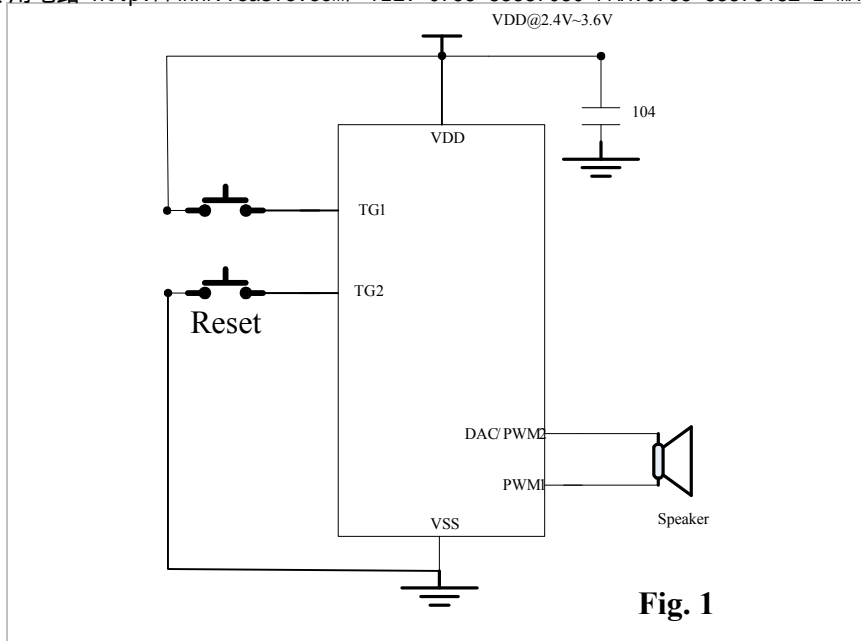 VDD@2.4V~3.6V
104
VDD
TG1
TG2
Reset
DAC/PWM2
PWM1
VSS
Speaker
Fig. 1